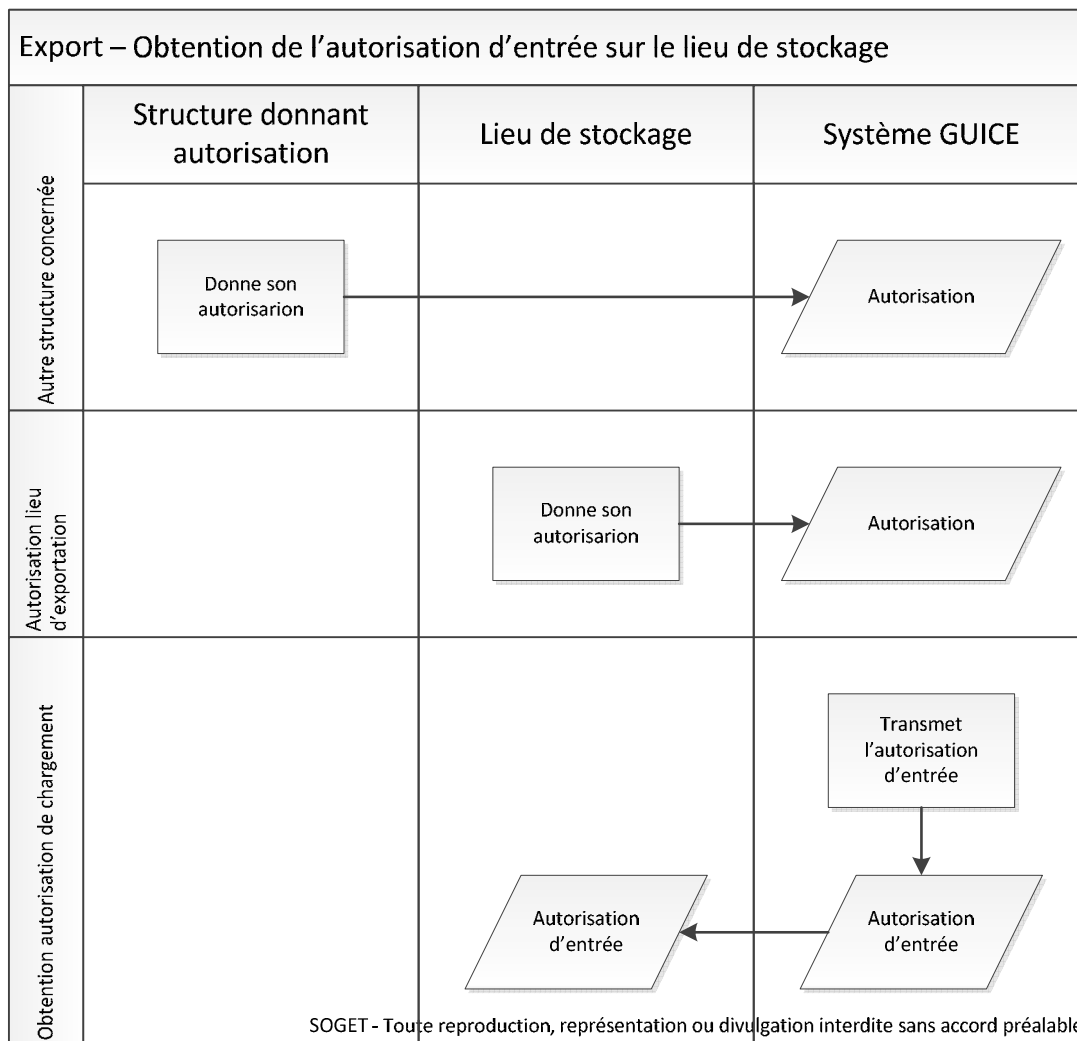 Export – Obtention de l'autorisation d'entrée sur le lieu de stockage
Structure donnant
autorisation
Lieu de stockage
Système GUICE
Autre structure concernée
Donne son
autorisarion
Autorisation
Autorisation lieu
d'exportation
Donne son
autorisarion
Autorisation
Obtention autorisation de chargement
Transmet
l'autorisation
d'entrée
Autorisation
d'entrée
Autorisation
d'entrée
SOGET - Toute reproduction, représentation ou divulgation interdite sans accord préalable